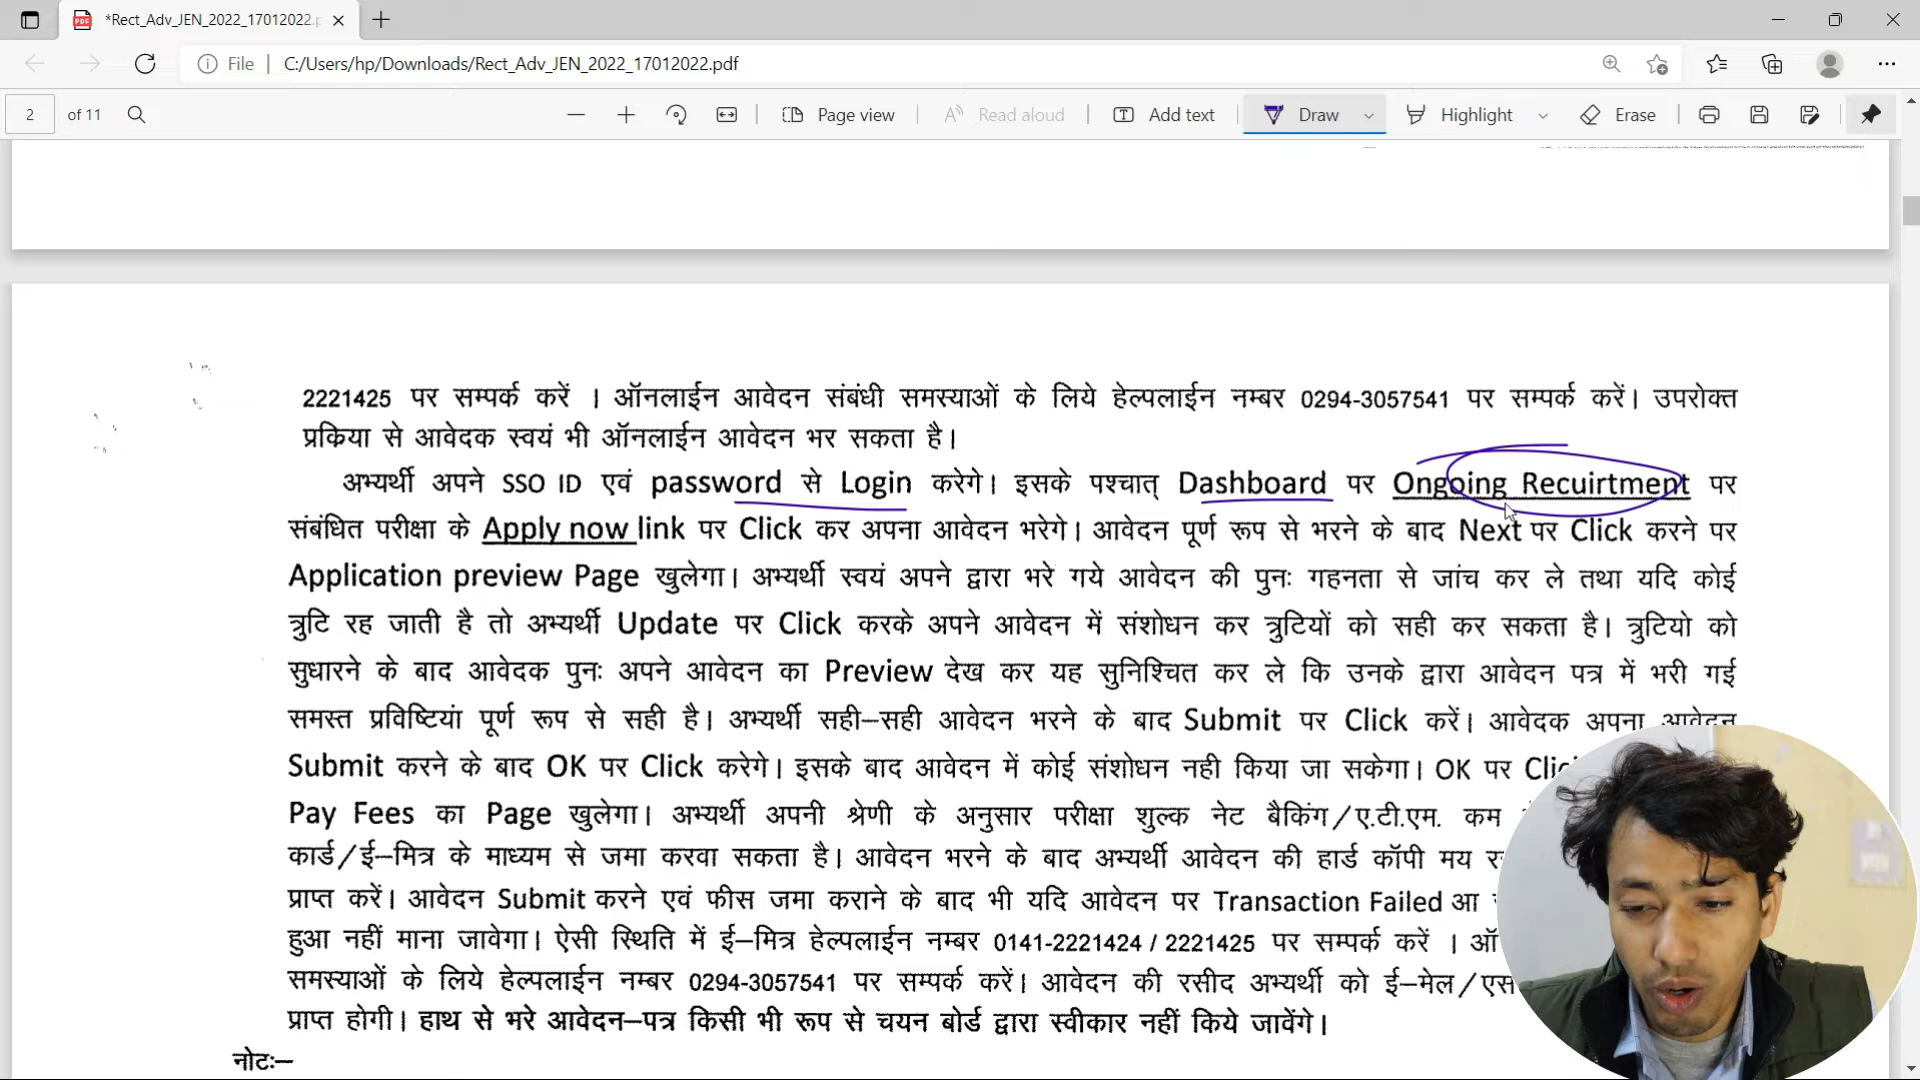 *Rect_Adv_JEN_2022_17012022.p
File
C:/Users/hp/Downloads/Rect_Adv_JEN_2022_17012022.pdf
2 of 11
Page view
Read aloud
Add text
Draw
Highlight
Erase
2221425 पर सम्पर्क करें । ऑनलाईन आवेदन संबंधी समस्याओं के लिये हेल्पलाईन नम्बर 0294-3057541 पर सम्पर्क करें। उपरोक्त
प्रकिया से आवेदक स्वयं भी ऑनलाईन आवेदन भर सकता है।
अभ्यर्थी अपने SSO ID एवं password से Login करेगे। इसके पश्चात् Dashboard पर Ongoing Recuirtment पर
संबंधित परीक्षा के Apply now link पर Click कर अपना आवेदन भरेगे। आवेदन पूर्ण रूप से भरने के बाद Next पर Click करने पर
Application preview Page खुलेगा। अभ्यर्थी स्वयं अपने द्वारा भरे गये आवेदन की पुनः गहनता से जांच कर ले तथा यदि कोई
त्रुटि रह जाती है तो अभ्यर्थी Update पर Click करके अपने आवेदन में संशोधन कर त्रुटियों को सही कर सकता है। त्रुटियो को
सुधारने के बाद आवेदक पुनः अपने आवेदन का Preview देख कर यह सुनिश्चित कर ले कि उनके द्वारा आवेदन पत्र में भरी गई
समस्त प्रविष्टियां पूर्ण रूप से सही है। अभ्यर्थी सही–सही आवेदन भरने के बाद Submit पर Click करें। आवेदक अपना आवेदन
Submit करने के बाद OK पर Click करेगे। इसके बाद आवेदन में कोई संशोधन नही किया जा सकेगा। OK पर
Pay Fees का Page खुलेगा। अभ्यर्थी अपनी श्रेणी के अनुसार परीक्षा शुल्क नेट बैकिंग/ए.टी.एम. कम
कार्ड/ई–मित्र के माध्यम से जमा करवा सकता है। आवेदन भरने के बाद अभ्यर्थी आवेदन की हार्ड कॉपी मय
प्राप्त करें। आवेदन Submit करने एवं फीस जमा कराने के बाद भी यदि आवेदन पर Transaction Failed आ
हुआ नहीं माना जावेगा। ऐसी स्थिति में ई–मित्र हेल्पलाईन नम्बर 0141-2221424 / 2221425 पर सम्पर्क करें ।
समस्याओं के लिये हेल्पलाईन नम्बर 0294-3057541 पर सम्पर्क करें। आवेदन की रसीद अभ्यर्थी को ई–मेल/
प्राप्त होगी। हाथ से भरे आवेदन–पत्र किसी भी रूप से चयन बोर्ड द्वारा स्वीकार नहीं किये जावेंगे।
नोटः–